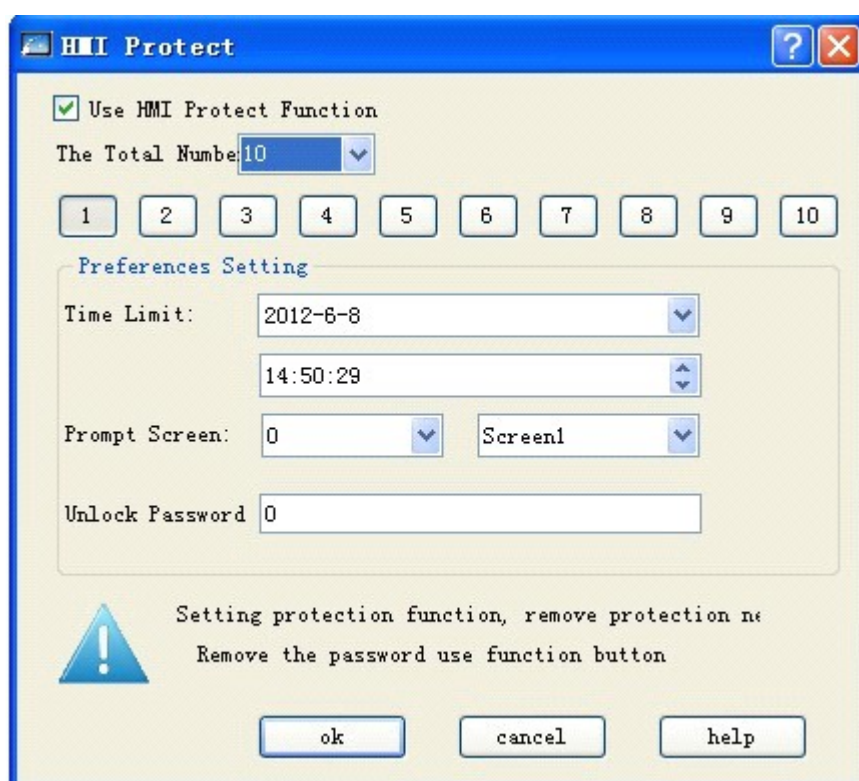 HMI Protect
Use HMI Protect Function
The Total Numbe 10
1 2 3 4 5 6 7 8 9 10
Preferences Setting
Time Limit: 2012-6-8
14:50:29
Prompt Screen: 0 Screen1
Unlock Password 0
Setting protection function, remove protection ne
Remove the password use function button
ok cancel help